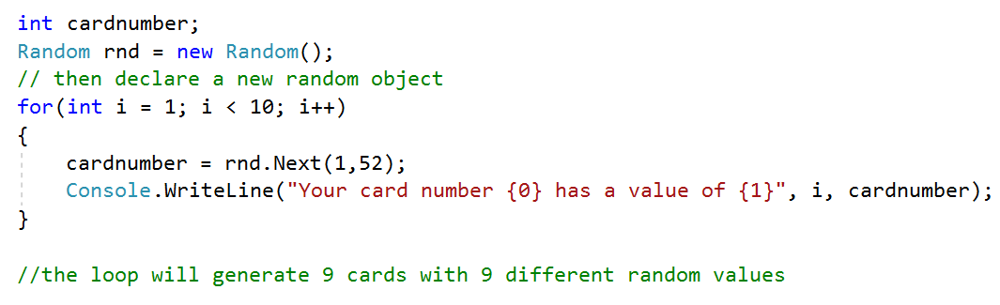 int cardnumber;
Random rnd = new Random();
// then declare a new random object
for(int i = 1; i < 10; i++)
{
    cardnumber = rnd.Next(1,52);
    Console.WriteLine("Your card number {0} has a value of {1}", i, cardnumber);
}
//the loop will generate 9 cards with 9 different random values